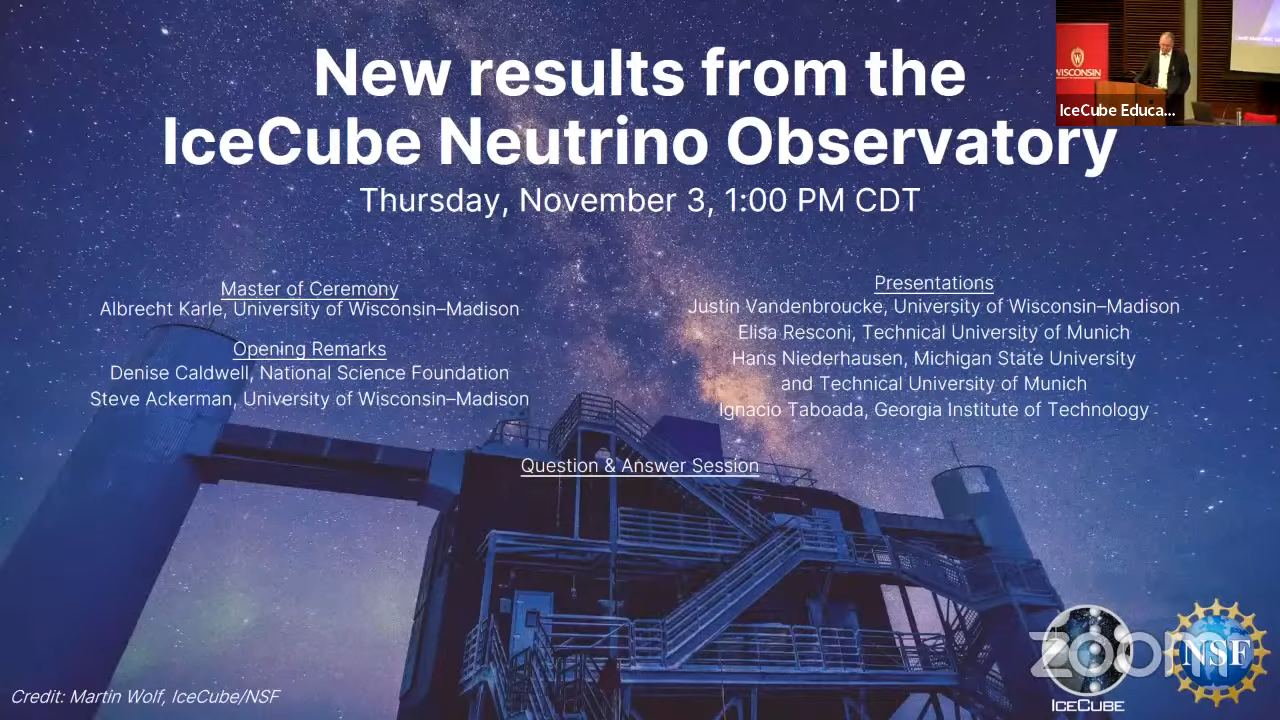 New results from the
IceCube Neutrino Observatory
Thursday, November 3, 1:00 PM CDT
WISCONSIN
IceCube Educa...
Master of Ceremony
Albrecht Karle, University of Wisconsin–Madison
Opening Remarks
Denise Caldwell, National Science Foundation
Steve Ackerman, University of Wisconsin–Madison
Presentations
Justin Vandenbroucke, University of Wisconsin–Madison
Elisa Resconi, Technical University of Munich
Hans Niederhausen, Michigan State University
and Technical University of Munich
Ignacio Taboada, Georgia Institute of Technology
Question & Answer Session
Credit: Martin Wolf, IceCube/NSF
zoom
ICECUBE
NSF